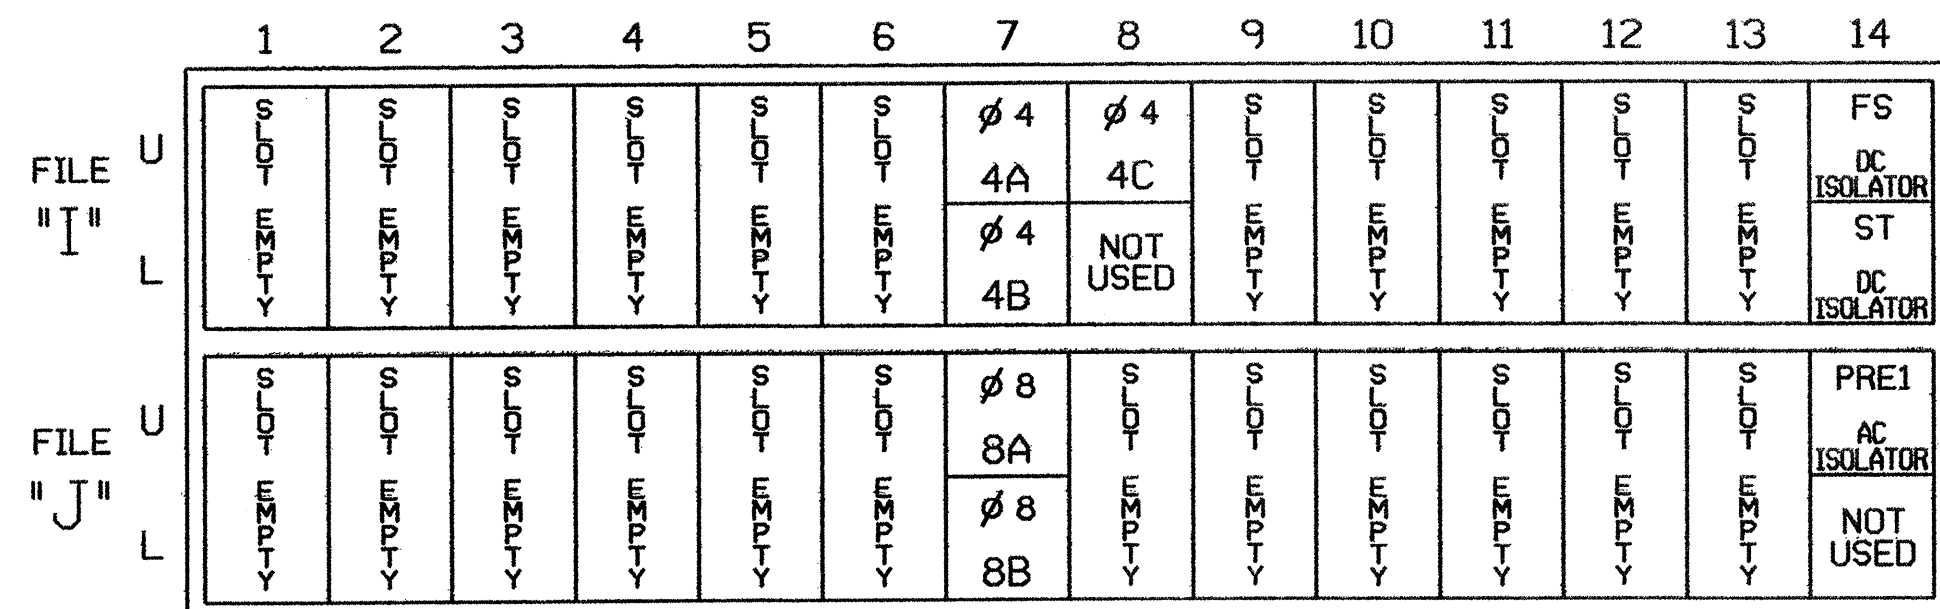 1 2 3 4 5 6 7 8 9 10 11 12 13 14
FILE "I"
U
L
SLOT EMPTY
SLOT EMPTY
SLOT EMPTY
SLOT EMPTY
SLOT EMPTY
SLOT EMPTY
Ø 4
4A
Ø 4
4B
Ø 4
4C
NOT
USED
SLOT EMPTY
SLOT EMPTY
SLOT EMPTY
SLOT EMPTY
SLOT EMPTY
FS
DC
ISOLATOR
ST
DC
ISOLATOR
FILE "J"
U
L
SLOT EMPTY
SLOT EMPTY
SLOT EMPTY
SLOT EMPTY
SLOT EMPTY
SLOT EMPTY
Ø 8
8A
Ø 8
8B
SLOT EMPTY
SLOT EMPTY
SLOT EMPTY
SLOT EMPTY
SLOT EMPTY
SLOT EMPTY
PRE1
AC
ISOLATOR
NOT
USED